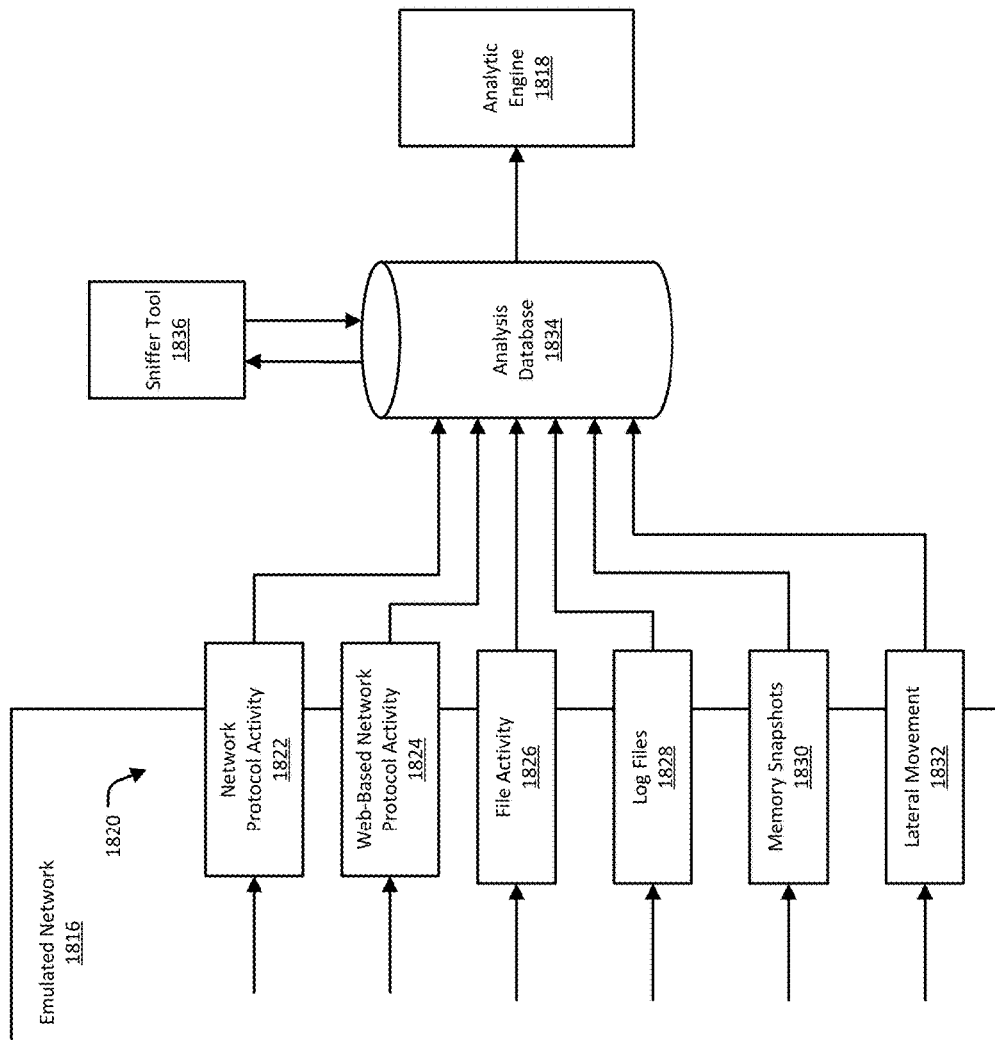 Emulated Network
1816
1820
Network
Protocol Activity
1822
Web-Based Network
Protocol Activity
1824
File Activity
1826
Log Files
1828
Memory Snapshots
1830
Lateral Movement
1832
Sniffer Tool
1836
Analysis
Database
1834
Analytic
Engine
1818